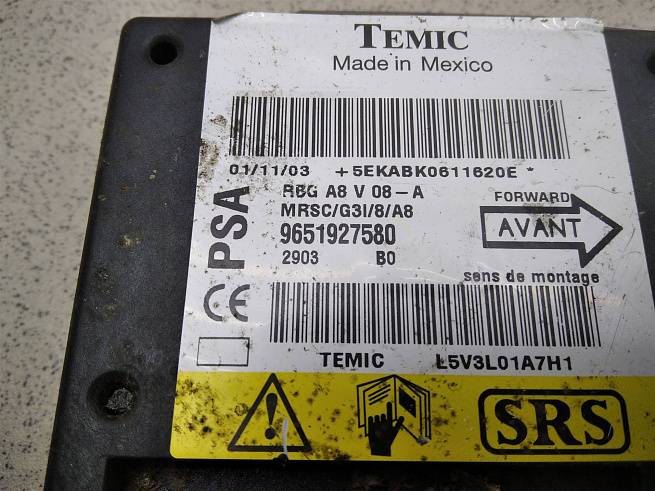 TEMIC
Made in Mexico
01/11/03 +5EKABK0611620E*
RBG A8 V 08-A
MRSC/G3I/8/A8
9651927580
2903 B0
PSA
FORWARD
AVANT
sens de montage
CE
TEMIC L5V3L01A7H1
SRS